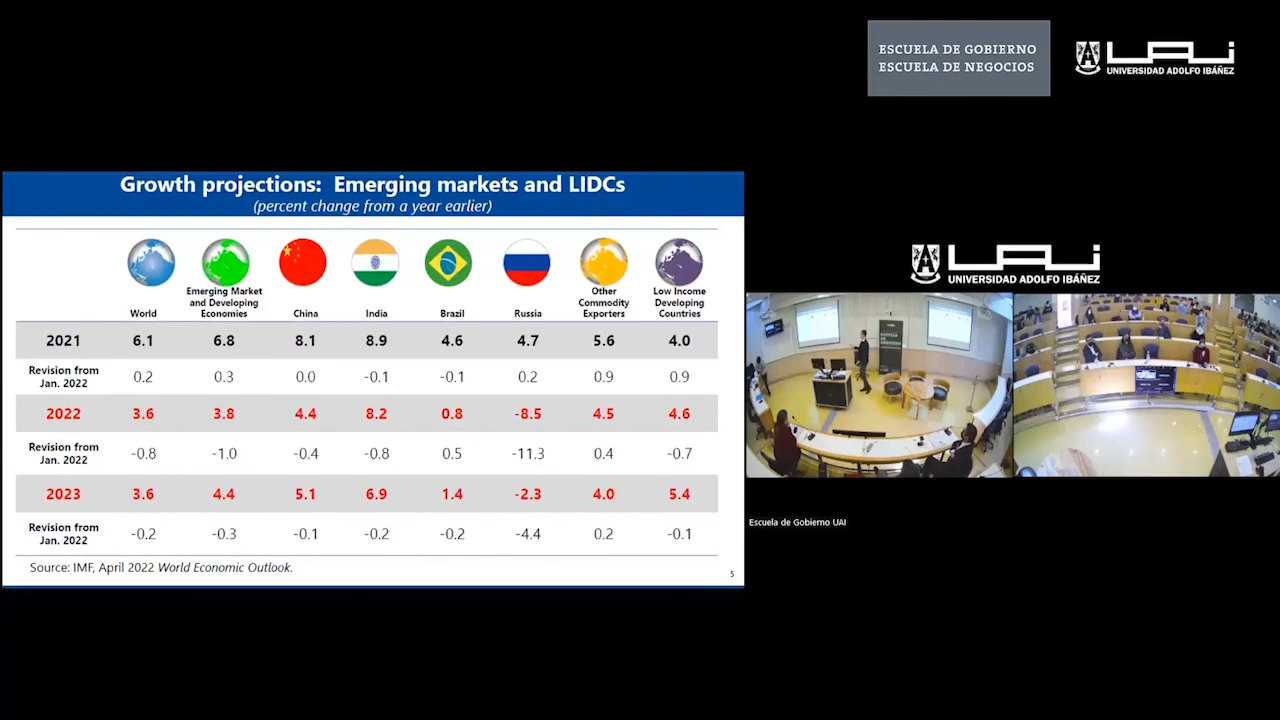 ESCUELA DE GOBIERNO
ESCUELA DE NEGOCIOS
UAI
UNIVERSIDAD ADOLFO IBÁÑEZ
Growth projections: Emerging markets and LIDCs
(percent change from a year earlier)
World
Emerging Market
and Developing
Economies
China
India
Brazil
Russia
Other
Commodity
Exporters
Low Income
Developing
Countries
2021 6.1 6.8 8.1 8.9 4.6 4.7 5.6 4.0
Revision from
Jan. 2022
0.2 0.3 0.0 -0.1 -0.1 0.2 0.9 0.9
2022 3.6 3.8 4.4 8.2 0.8 -8.5 4.5 4.6
Revision from
Jan. 2022
-0.8 -1.0 -0.4 -0.8 0.5 -11.3 0.4 -0.7
2023 3.6 4.4 5.1 6.9 1.4 -2.3 4.0 5.4
Revision from
Jan. 2022
-0.2 -0.3 -0.1 -0.2 -0.2 -4.4 0.2 -0.1
Source: IMF, April 2022 World Economic Outlook.
5
UAI
UNIVERSIDAD ADOLFO IBÁÑEZ
Escuela de Gobierno UAI